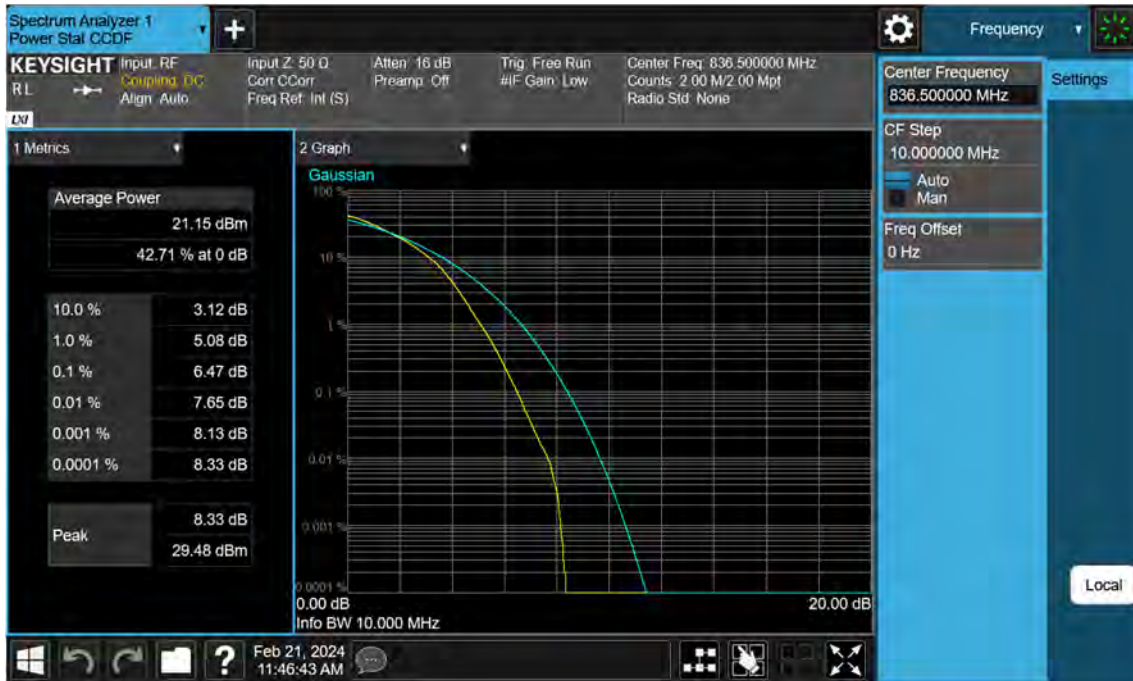 Spectrum Analyzer 1
Power Stat CCDF
Frequency
KEYSIGHT
RL
LXI
Input: RF
Coupling: DC
Align: Auto
Input Z: 50 Ω
Corr CCorr
Freq Ref: Int (S)
Atten: 16 dB
Preamp: Off
Trig: Free Run
#IF Gain: Low
Center Freq: 836.500000 MHz
Counts: 2.00 M/2.00 Mpt
Radio Std: None
Center Frequency
836.500000 MHz
Settings
CF Step
10.000000 MHz
Auto
Man
Freq Offset
0 Hz
Local
1 Metrics
Average Power
21.15 dBm
42.71 % at 0 dB
10.0 % 3.12 dB
1.0 % 5.08 dB
0.1 % 6.47 dB
0.01 % 7.65 dB
0.001 % 8.13 dB
0.0001 % 8.33 dB
Peak
8.33 dB
29.48 dBm
2 Graph
Gaussian
100 %
10 %
1 %
0.1 %
0.01 %
0.001 %
0.0001 %
0.00 dB 20.00 dB
Info BW 10.000 MHz
Feb 21, 2024
11:46:43 AM